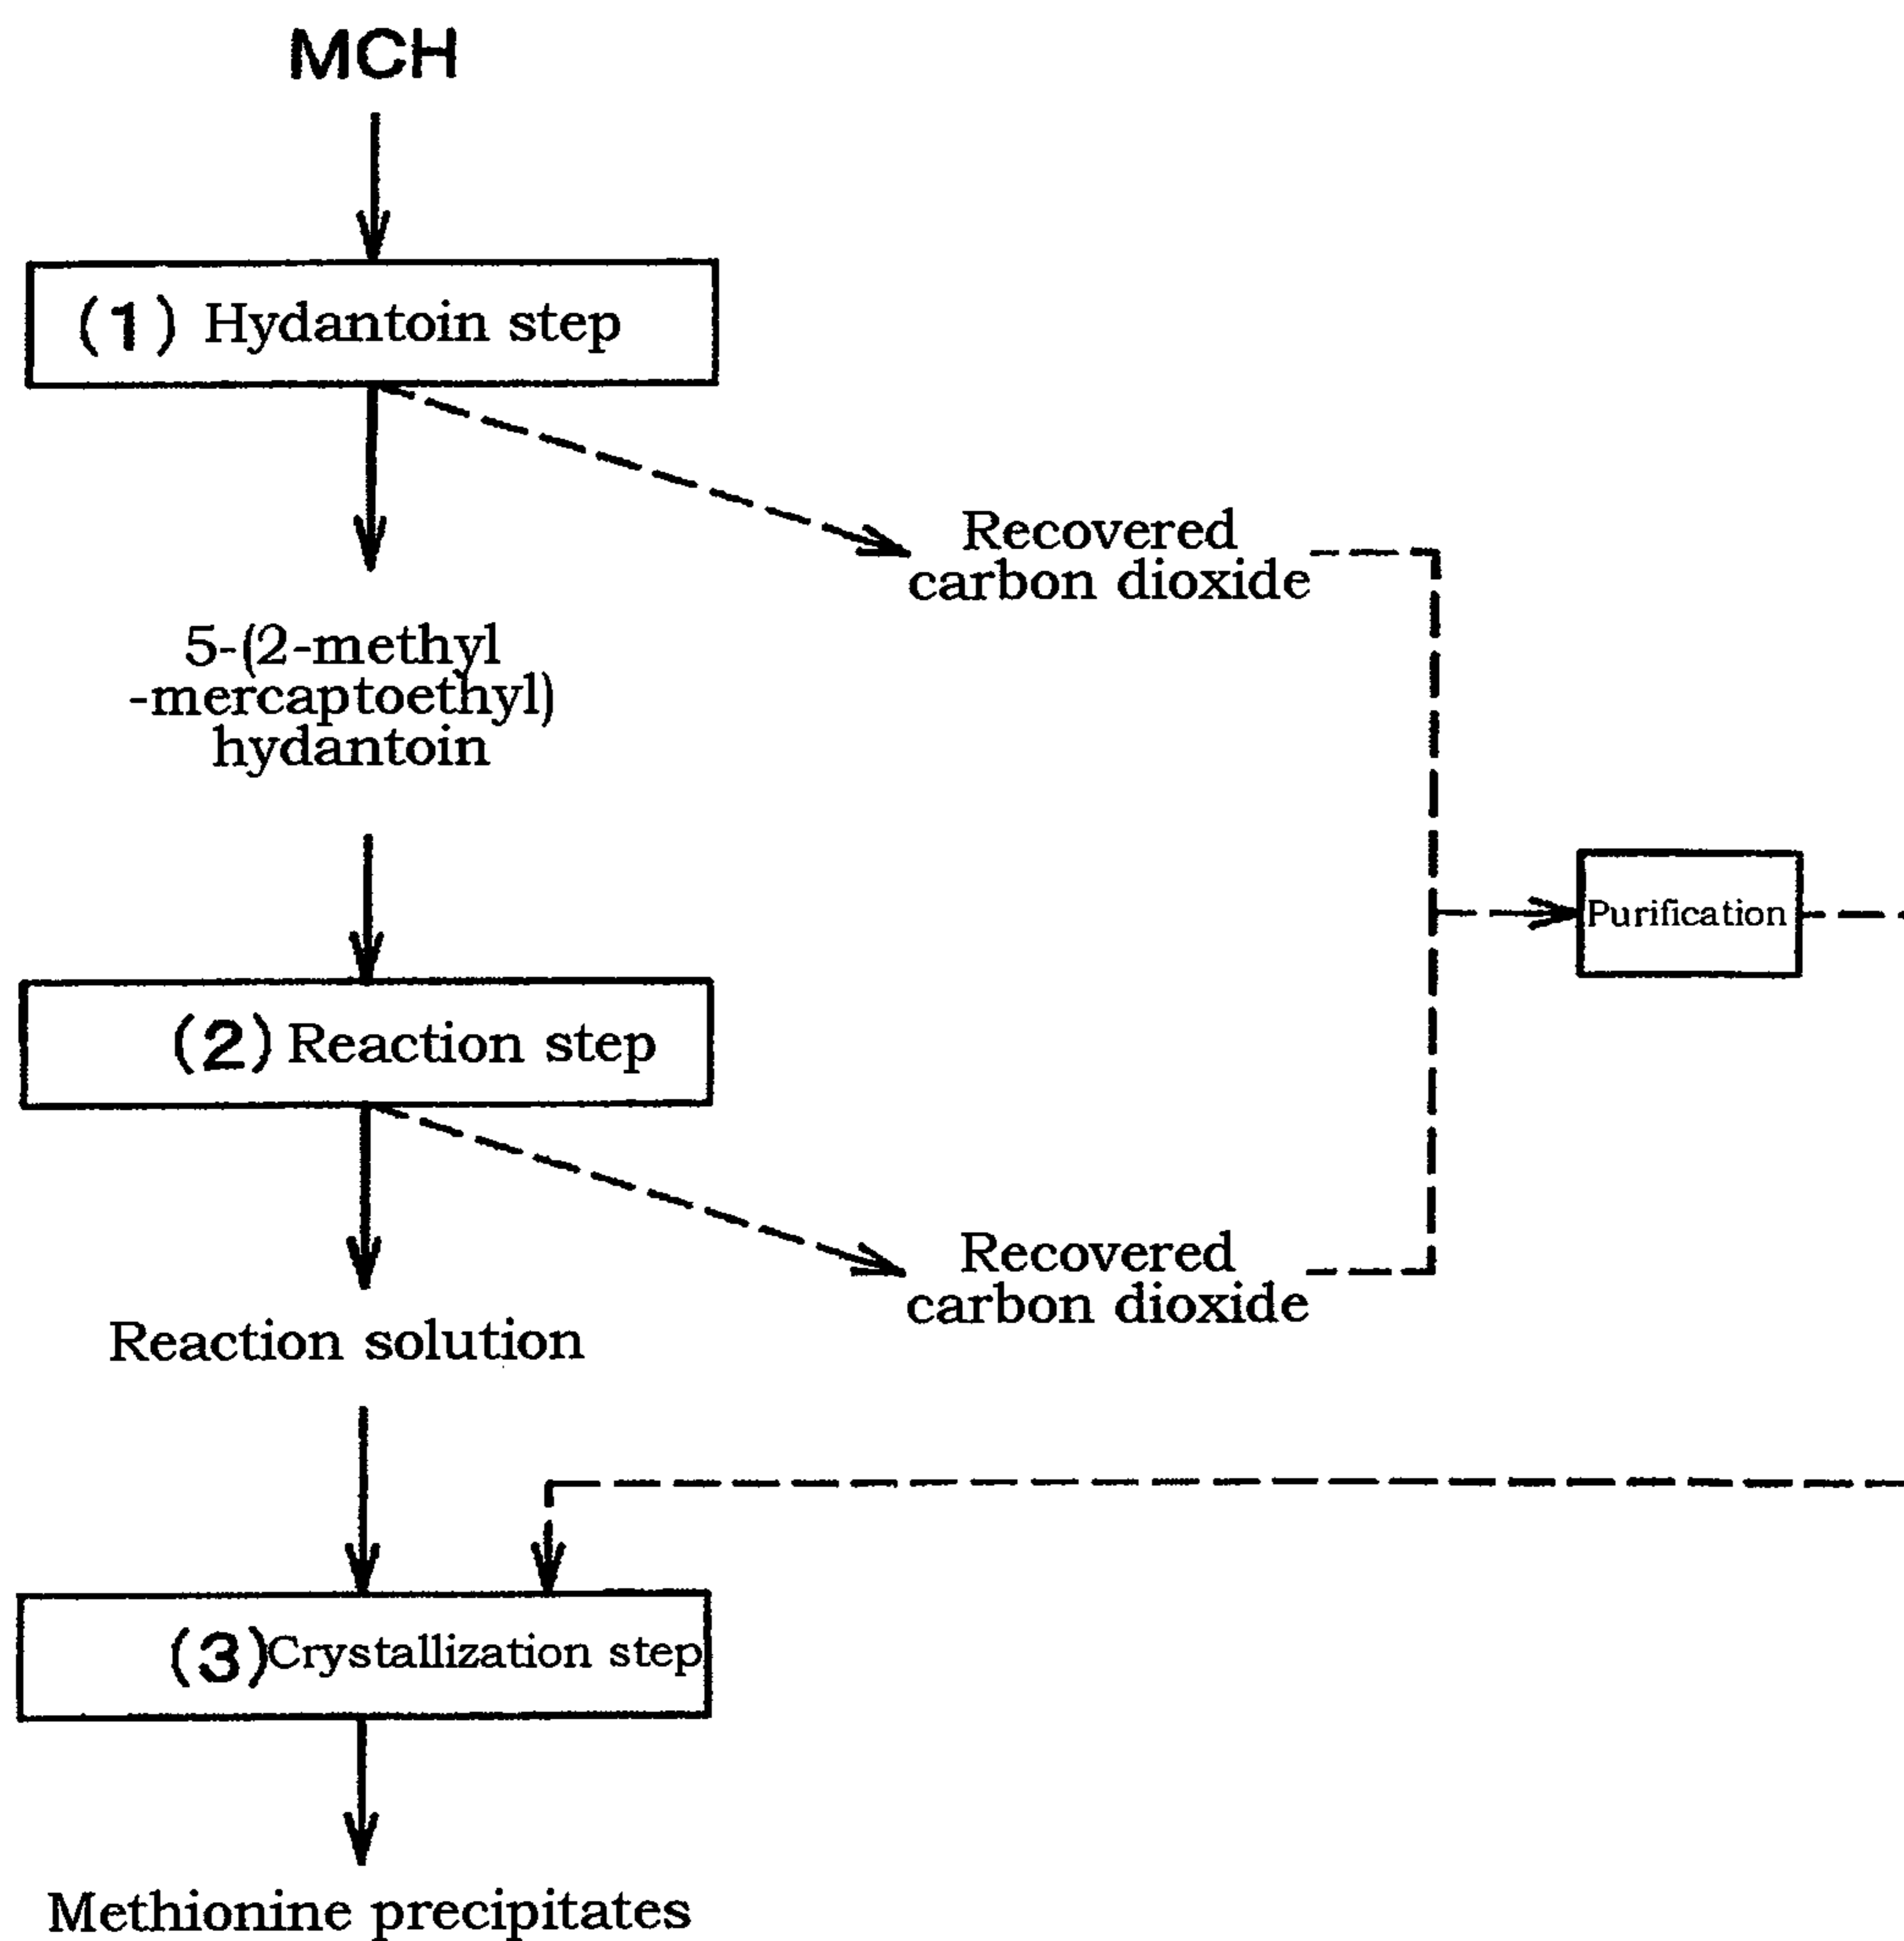 MCH
(1) Hydantoin step
Recovered
carbon dioxide
5-(2-methyl
-mercaptoethyl)
hydantoin
Purification
(2) Reaction step
Recovered
carbon dioxide
Reaction solution
(3) Crystallization step
Methionine precipitates